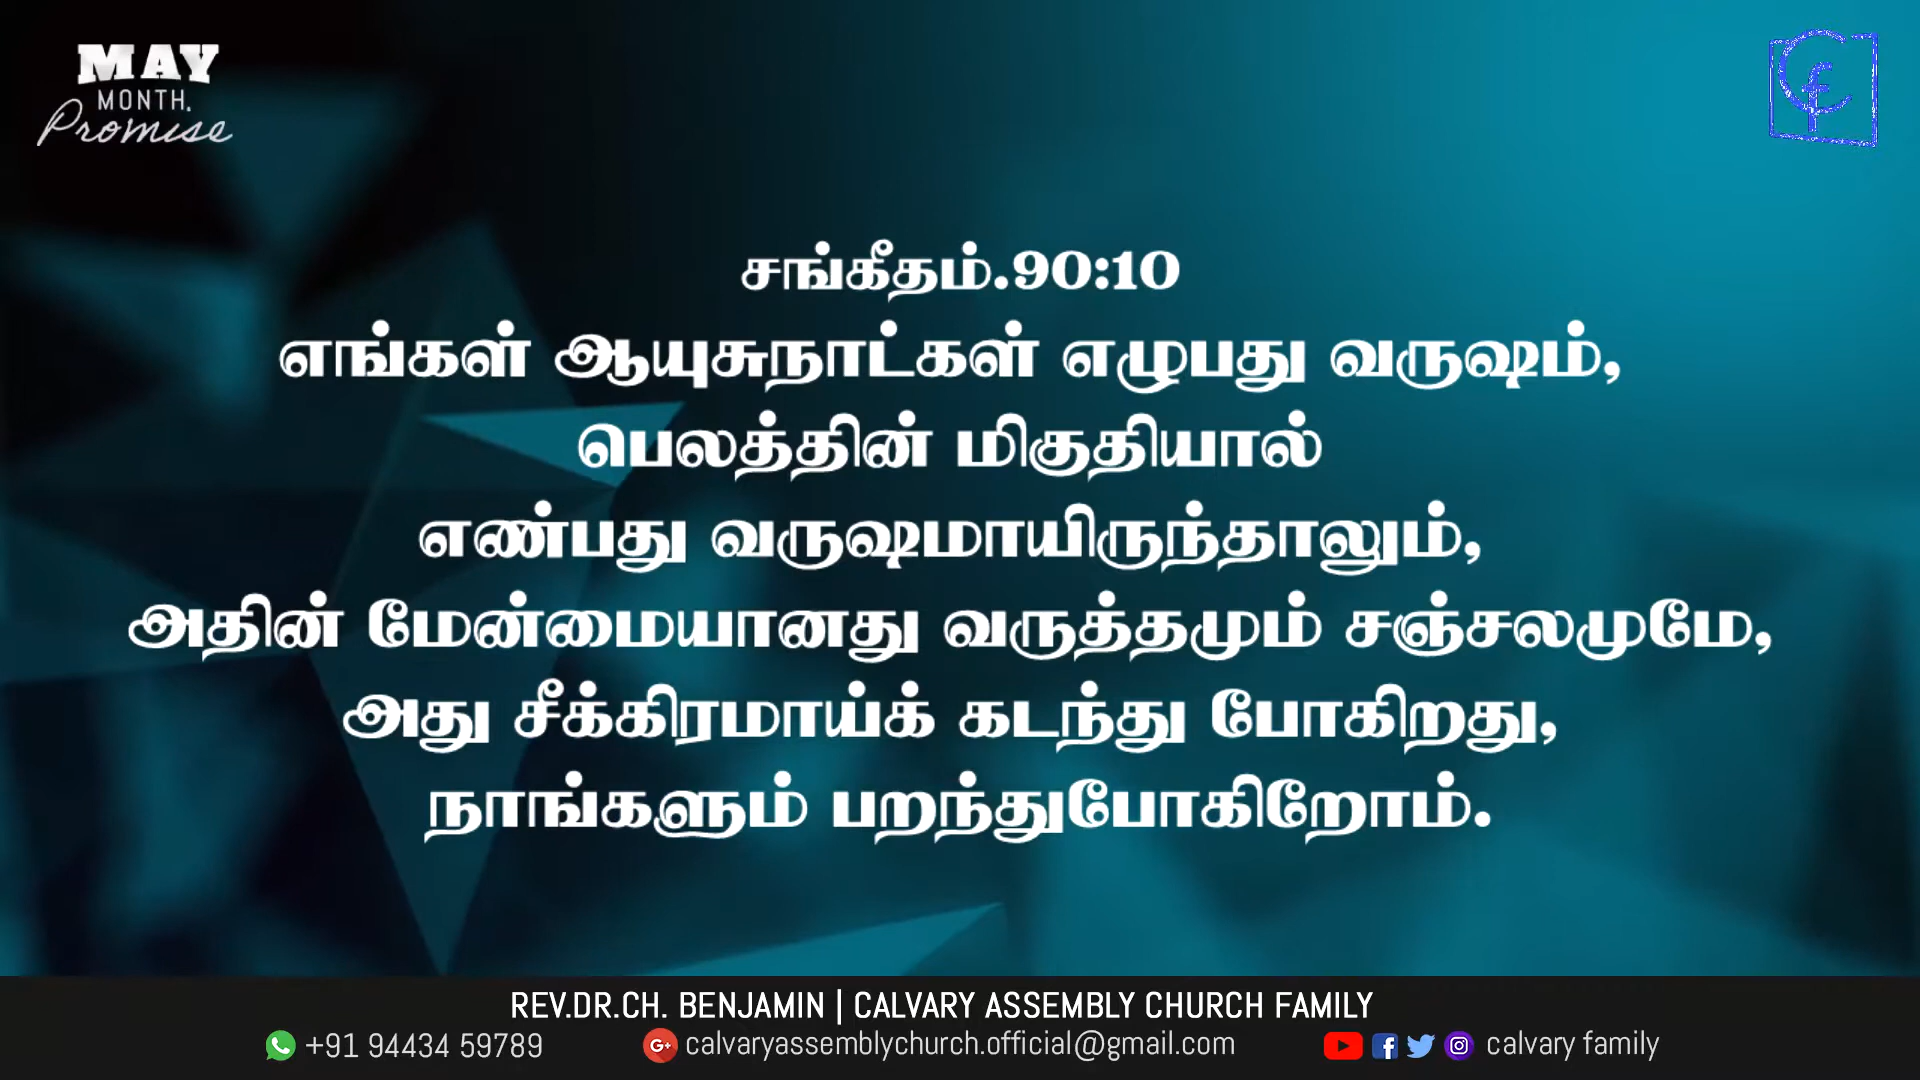 MAY
MONTH.
Promise
சங்கீதம்.90:10
எங்கள் ஆயுசுநாட்கள் எழுபது வருஷம்,
பெலத்தின் மிகுதியால்
எண்பது வருஷமாயிருந்தாலும்,
அதின் மேன்மையானது வருத்தமும் சஞ்சலமுமே,
அது சீக்கிரமாய்க் கடந்து போகிறது,
நாங்களும் பறந்துபோகிறோம்.
REV.DR.CH. BENJAMIN | CALVARY ASSEMBLY CHURCH FAMILY
+91 94434 59789 G+ calvaryassemblychurch.official@gmail.com calvary family